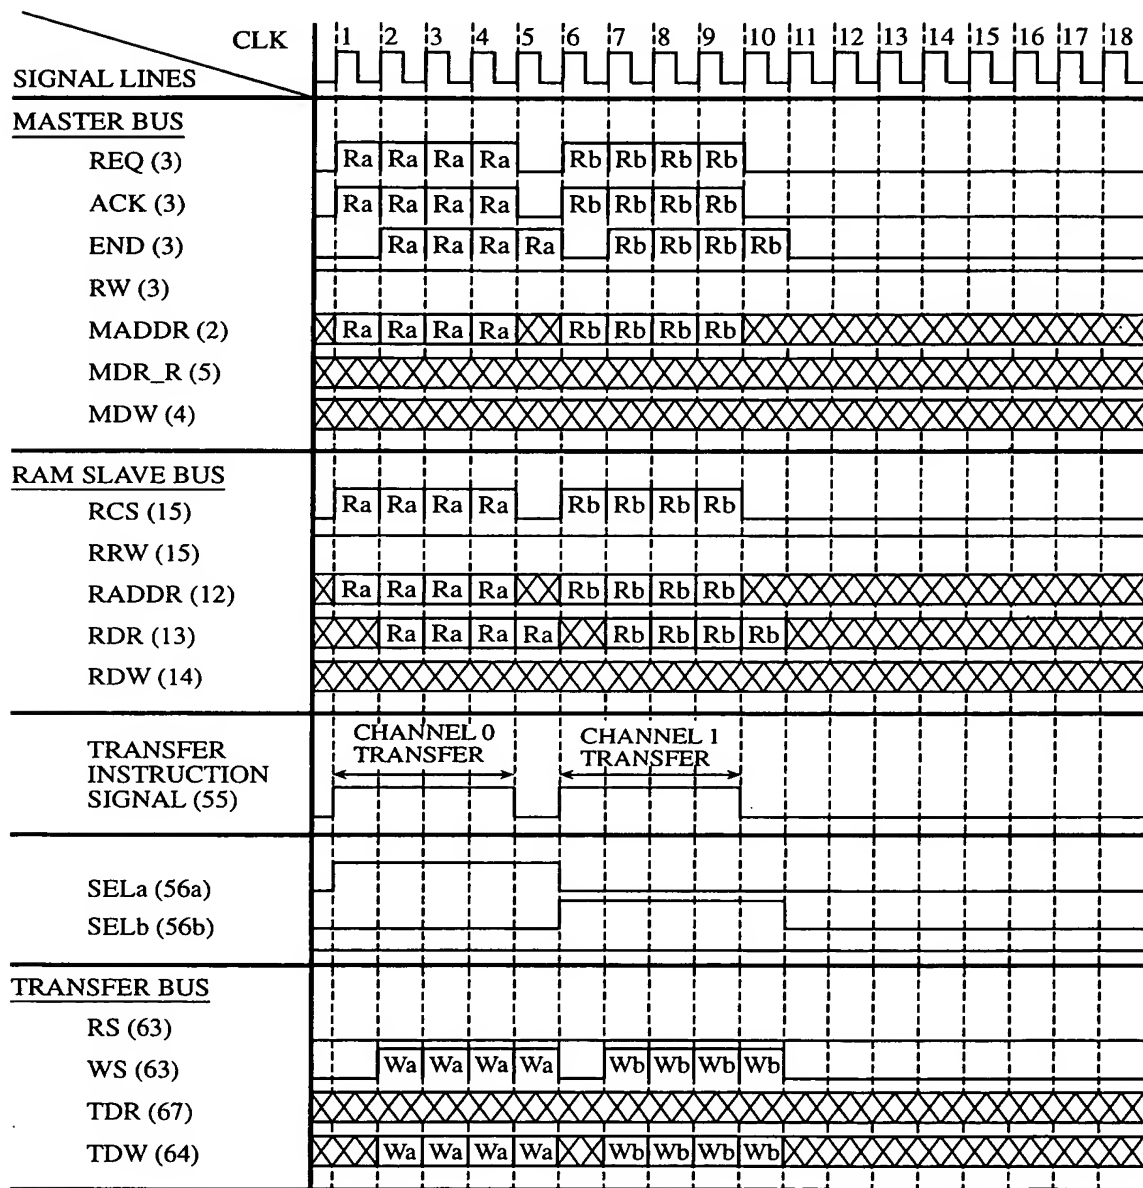 CLK 1 2 3 4 5 6 7 8 9 10 11 12 13 14 15 16 17 18
SIGNAL LINES
MASTER BUS
REQ (3) Ra Ra Ra Ra Rb Rb Rb Rb
ACK (3) Ra Ra Ra Ra Rb Rb Rb Rb
END (3) Ra Ra Ra Ra Rb Rb Rb Rb
RW (3)
MADDR (2) Ra Ra Ra Ra Rb Rb Rb Rb
MDR_R (5)
MDW (4)
RAM SLAVE BUS
RCS (15) Ra Ra Ra Ra Rb Rb Rb Rb
RRW (15)
RADDR (12) Ra Ra Ra Ra Rb Rb Rb Rb
RDR (13) Ra Ra Ra Ra Rb Rb Rb Rb
RDW (14)
TRANSFER
INSTRUCTION
SIGNAL (55)
CHANNEL 0
TRANSFER
CHANNEL 1
TRANSFER
SELa (56a)
SELb (56b)
TRANSFER BUS
RS (63)
WS (63) Wa Wa Wa Wa Wb Wb Wb Wb
TDR (67)
TDW (64) Wa Wa Wa Wa Wb Wb Wb Wb